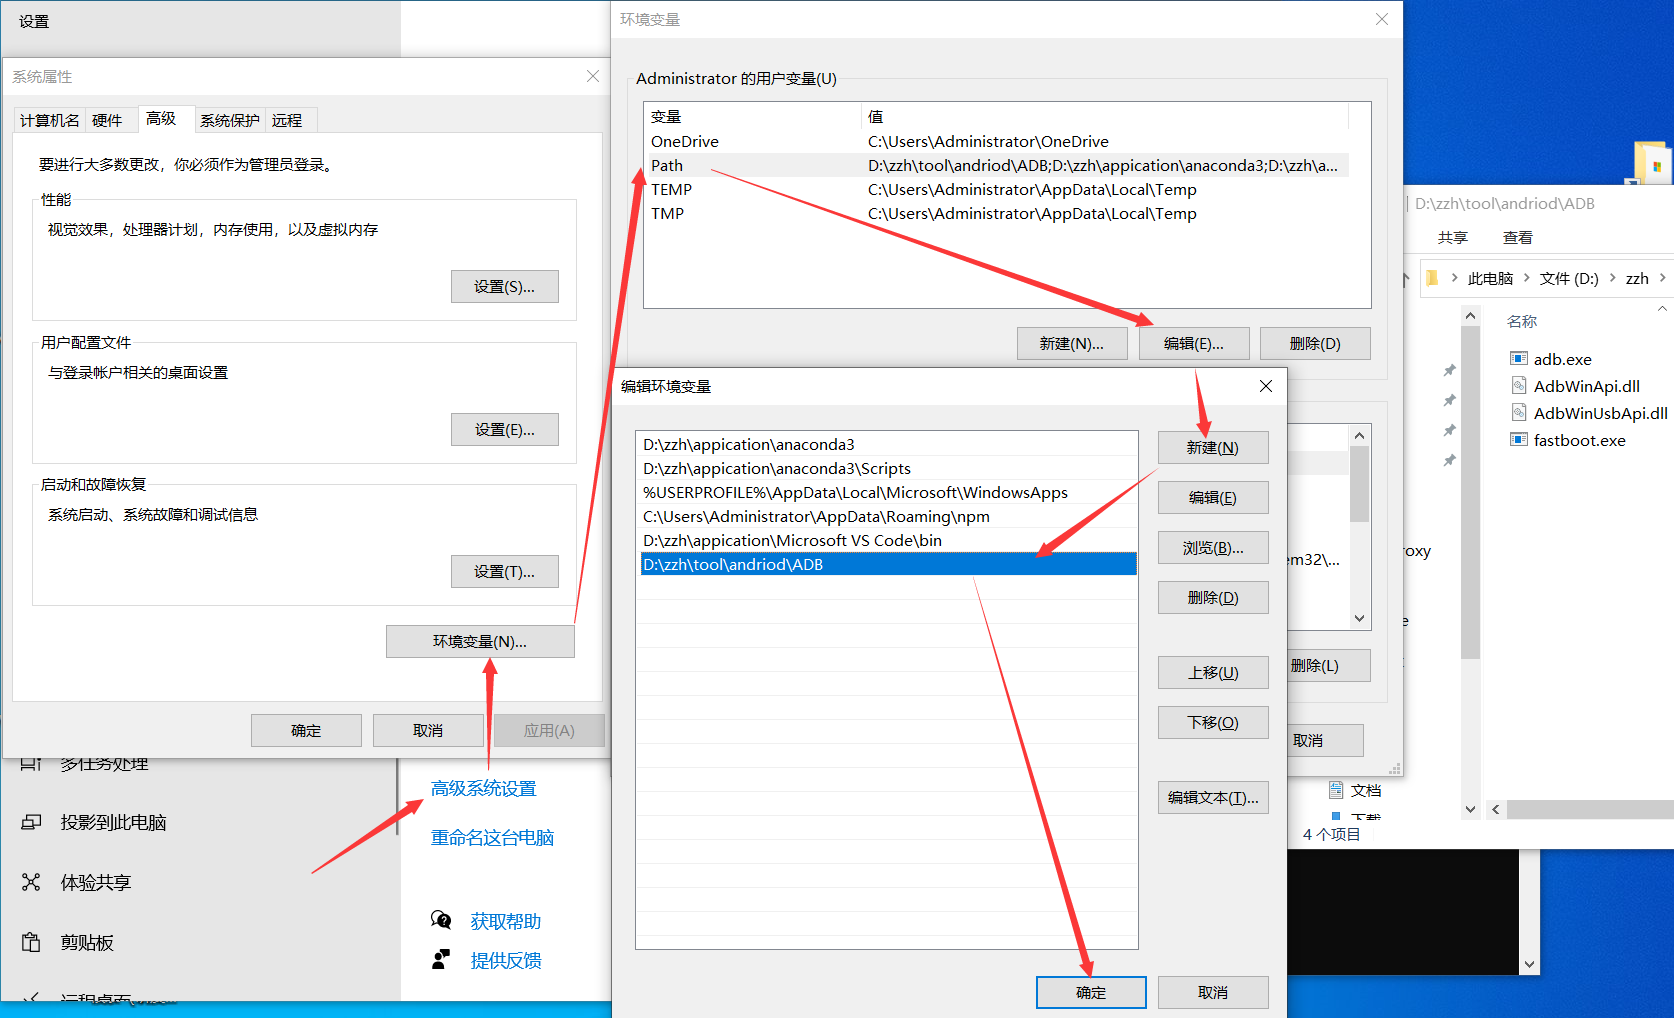 设置
系统属性
计算机名
硬件
高级
系统保护
远程
要进行大多数更改，你必须作为管理员登录。
性能
视觉效果，处理器计划，内存使用，以及虚拟内存
设置(S)...
用户配置文件
与登录帐户相关的桌面设置
设置(E)...
启动和故障恢复
系统启动、系统故障和调试信息
设置(T)...
环境变量(N)...
确定
取消
应用(A)
多任务处理
投影到此电脑
体验共享
剪贴板
远程桌面
高级系统设置
重命名这台电脑
获取帮助
提供反馈
环境变量
Administrator 的用户变量(U)
变量 值
OneDrive C:\Users\Administrator\OneDrive
Path D:\zzh\tool\andriod\ADB;D:\zzh\appication\anaconda3;D:\zzh\a...
TEMP C:\Users\Administrator\AppData\Local\Temp
TMP C:\Users\Administrator\AppData\Local\Temp
新建(N)...
编辑(E)...
删除(D)
em32\...
删除(L)
取消
编辑环境变量
D:\zzh\appication\anaconda3
D:\zzh\appication\anaconda3\Scripts
%USERPROFILE%\AppData\Local\Microsoft\WindowsApps
C:\Users\Administrator\AppData\Roaming\npm
D:\zzh\appication\Microsoft VS Code\bin
D:\zzh\tool\andriod\ADB
新建(N)
编辑(E)
浏览(B)...
删除(D)
上移(U)
下移(O)
编辑文本(T)...
确定
取消
D:\zzh\tool\andriod\ADB
共享
查看
此电脑 文件 (D:) zzh
名称
adb.exe
AdbWinApi.dll
AdbWinUsbApi.dll
fastboot.exe
roxy
e
文档
下载
4 个项目